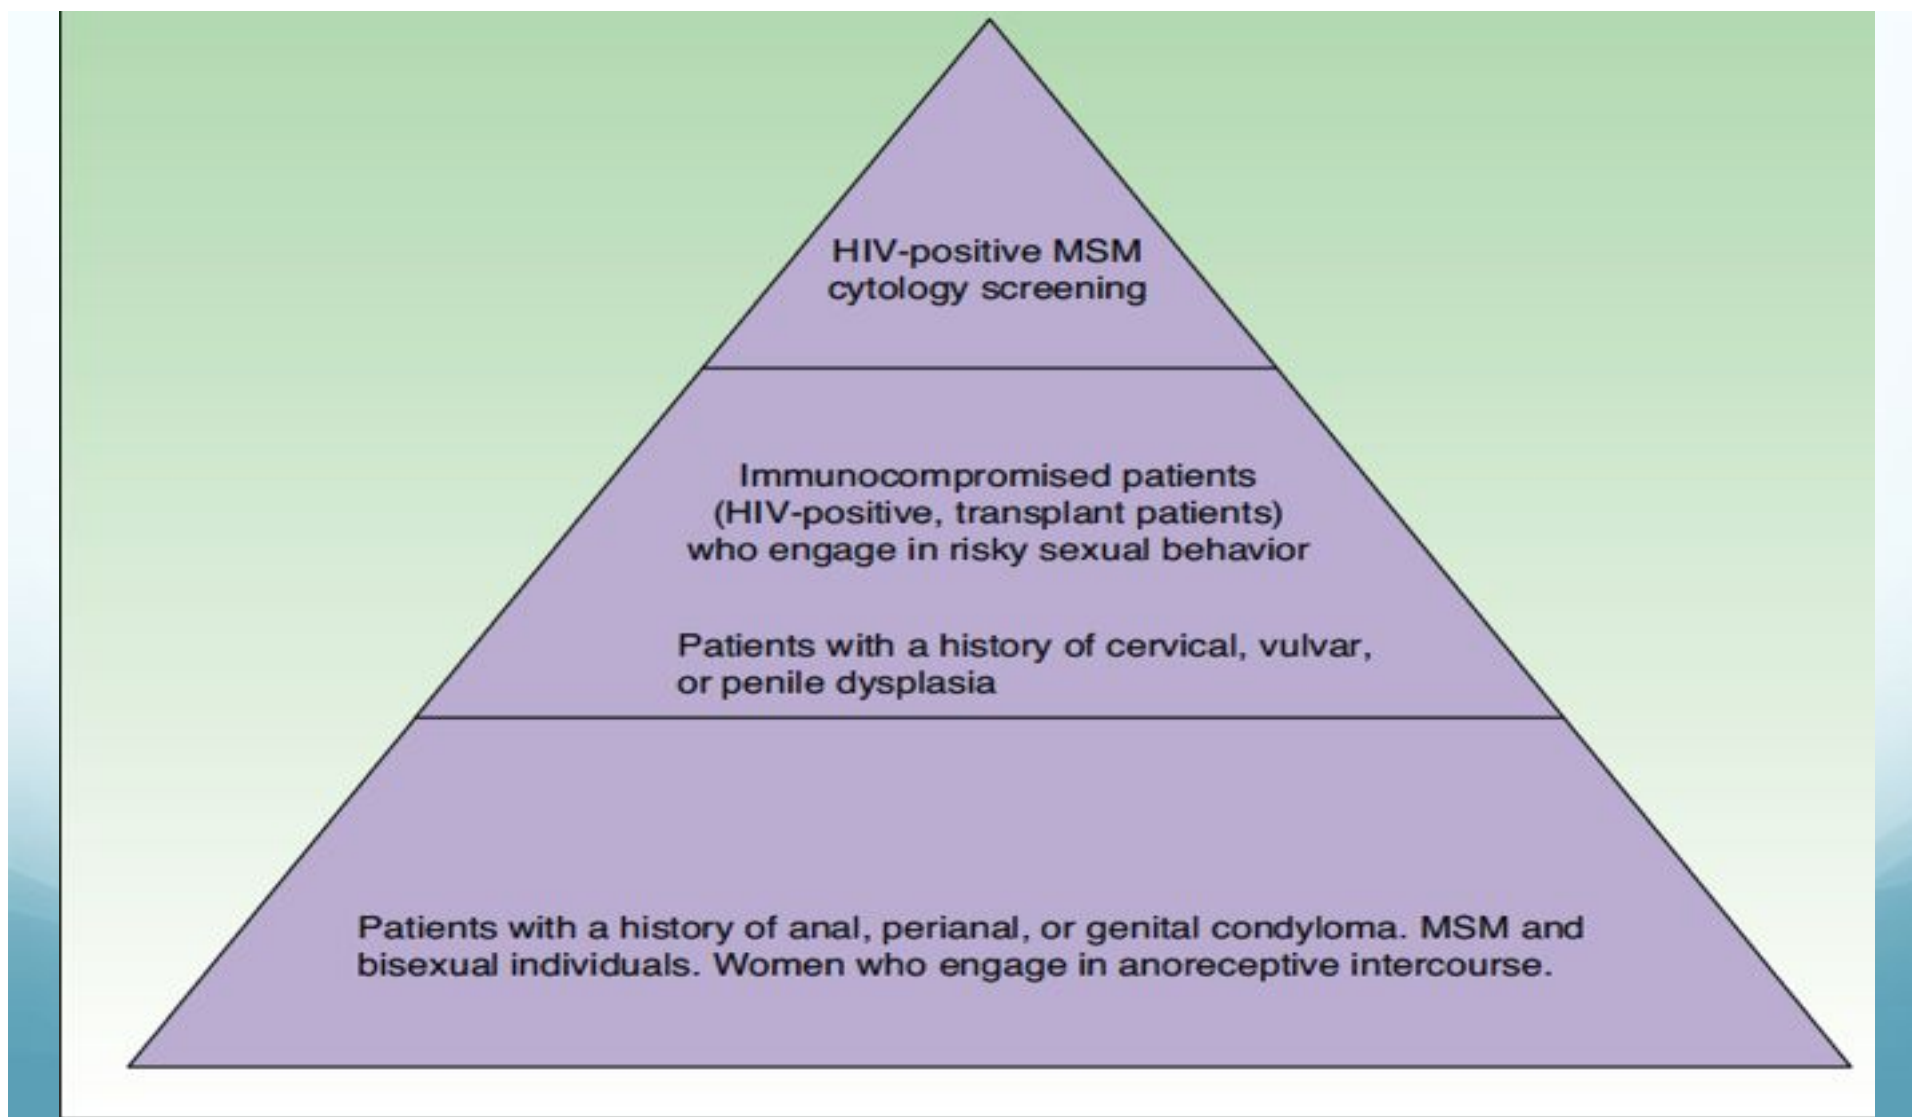 HIV-positive MSM
cytology screening
Immunocompromised patients
(HIV-positive, transplant patients)
who engage in risky sexual behavior
Patients with a history of cervical, vulvar,
or penile dysplasia
Patients with a history of anal, perianal, or genital condyloma. MSM and
bisexual individuals. Women who engage in anoreceptive intercourse.